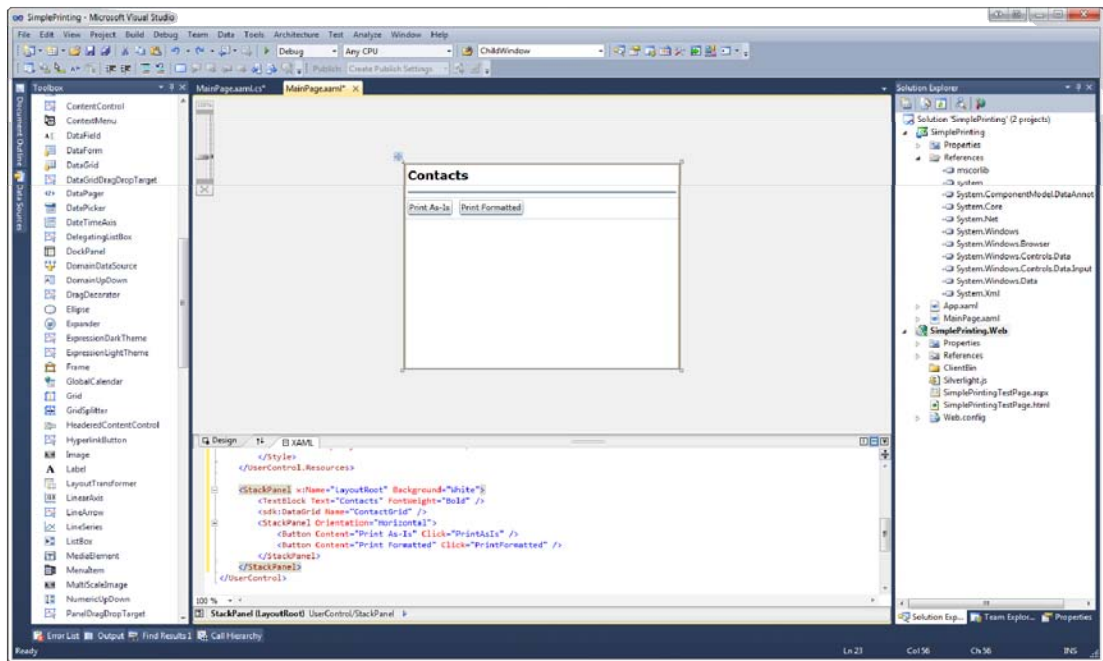 SimplePrinting - Microsoft Visual Studio
File Edit View Project Build Debug Team Data Tools Architecture Test Analyze Window Help
Debug Any CPU ChildWindow
Publish: Create Publish Settings
Document Outline
Data Sources
Toolbox
ContentControl
ContextMenu
DataField
DataForm
DataGrid
DataGridDragDropTarget
DataPager
DatePicker
DateTimeAxis
DelegatingListBox
DockPanel
DomainDataSource
DomainUpDown
DragDecorator
Ellipse
Expander
ExpressionDarkTheme
ExpressionLightTheme
Frame
GlobalCalendar
Grid
GridSplitter
HeaderedContentControl
HyperlinkButton
Image
Label
LayoutTransformer
LinearAxis
LineArrow
LineSeries
ListBox
MediaElement
MenuItem
MultiScaleImage
NumericUpDown
PanelDragDropTarget
MainPage.xaml.cs* MainPage.xaml*
Contacts
Print As-Is Print Formatted
Design XAML
</Style>
</UserControl.Resources>
<StackPanel x:Name="LayoutRoot" Background="White">
<TextBlock Text="Contacts" FontWeight="Bold" />
<sdk:DataGrid Name="ContactGrid" />
<StackPanel Orientation="Horizontal">
<Button Content="Print As-Is" Click="PrintAsIs" />
<Button Content="Print Formatted" Click="PrintFormatted" />
</StackPanel>
</StackPanel>
</UserControl>
100 %
StackPanel (LayoutRoot) UserControl/StackPanel
Solution Explorer
Solution 'SimplePrinting' (2 projects)
SimplePrinting
Properties
References
mscorlib
system
System.ComponentModel.DataAnnot
System.Core
System.Net
System.Windows
System.Windows.Browser
System.Windows.Controls.Data
System.Windows.Controls.Data.Input
System.Windows.Data
System.Xml
App.xaml
MainPage.xaml
SimplePrinting.Web
Properties
References
ClientBin
Silverlight.js
SimplePrintingTestPage.aspx
SimplePrintingTestPage.html
Web.config
Solution Exp... Team Explor... Properties
Error List Output Find Results 1 Call Hierarchy
Ready Ln 23 Col 56 Ch 56 INS